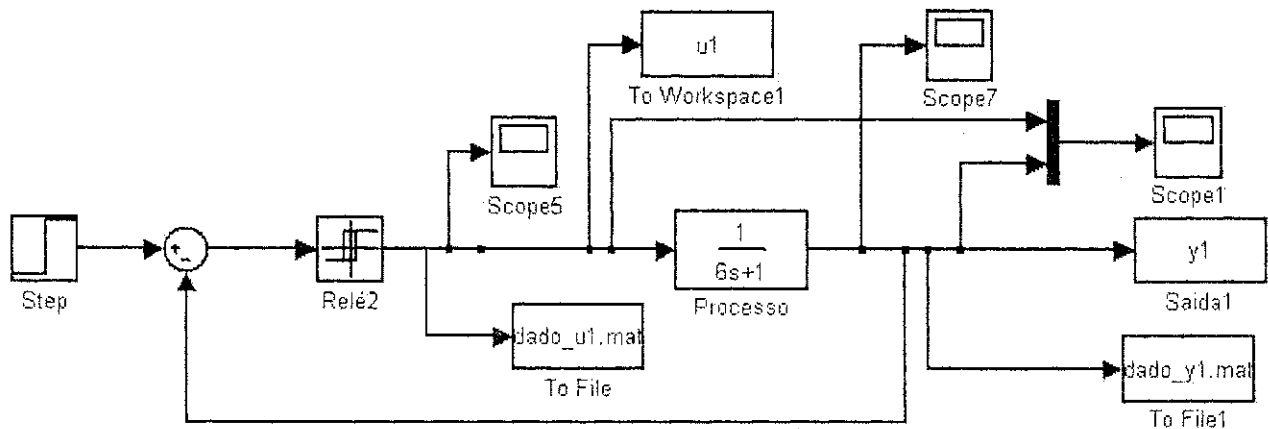 u1
To Workspace1
Scope7
Scope5
Scope1
+
-
Step
Relé2
1
6s+1
Processo
y1
Saida1
dado_u1.mat
To File
dado_y1.mat
To File1